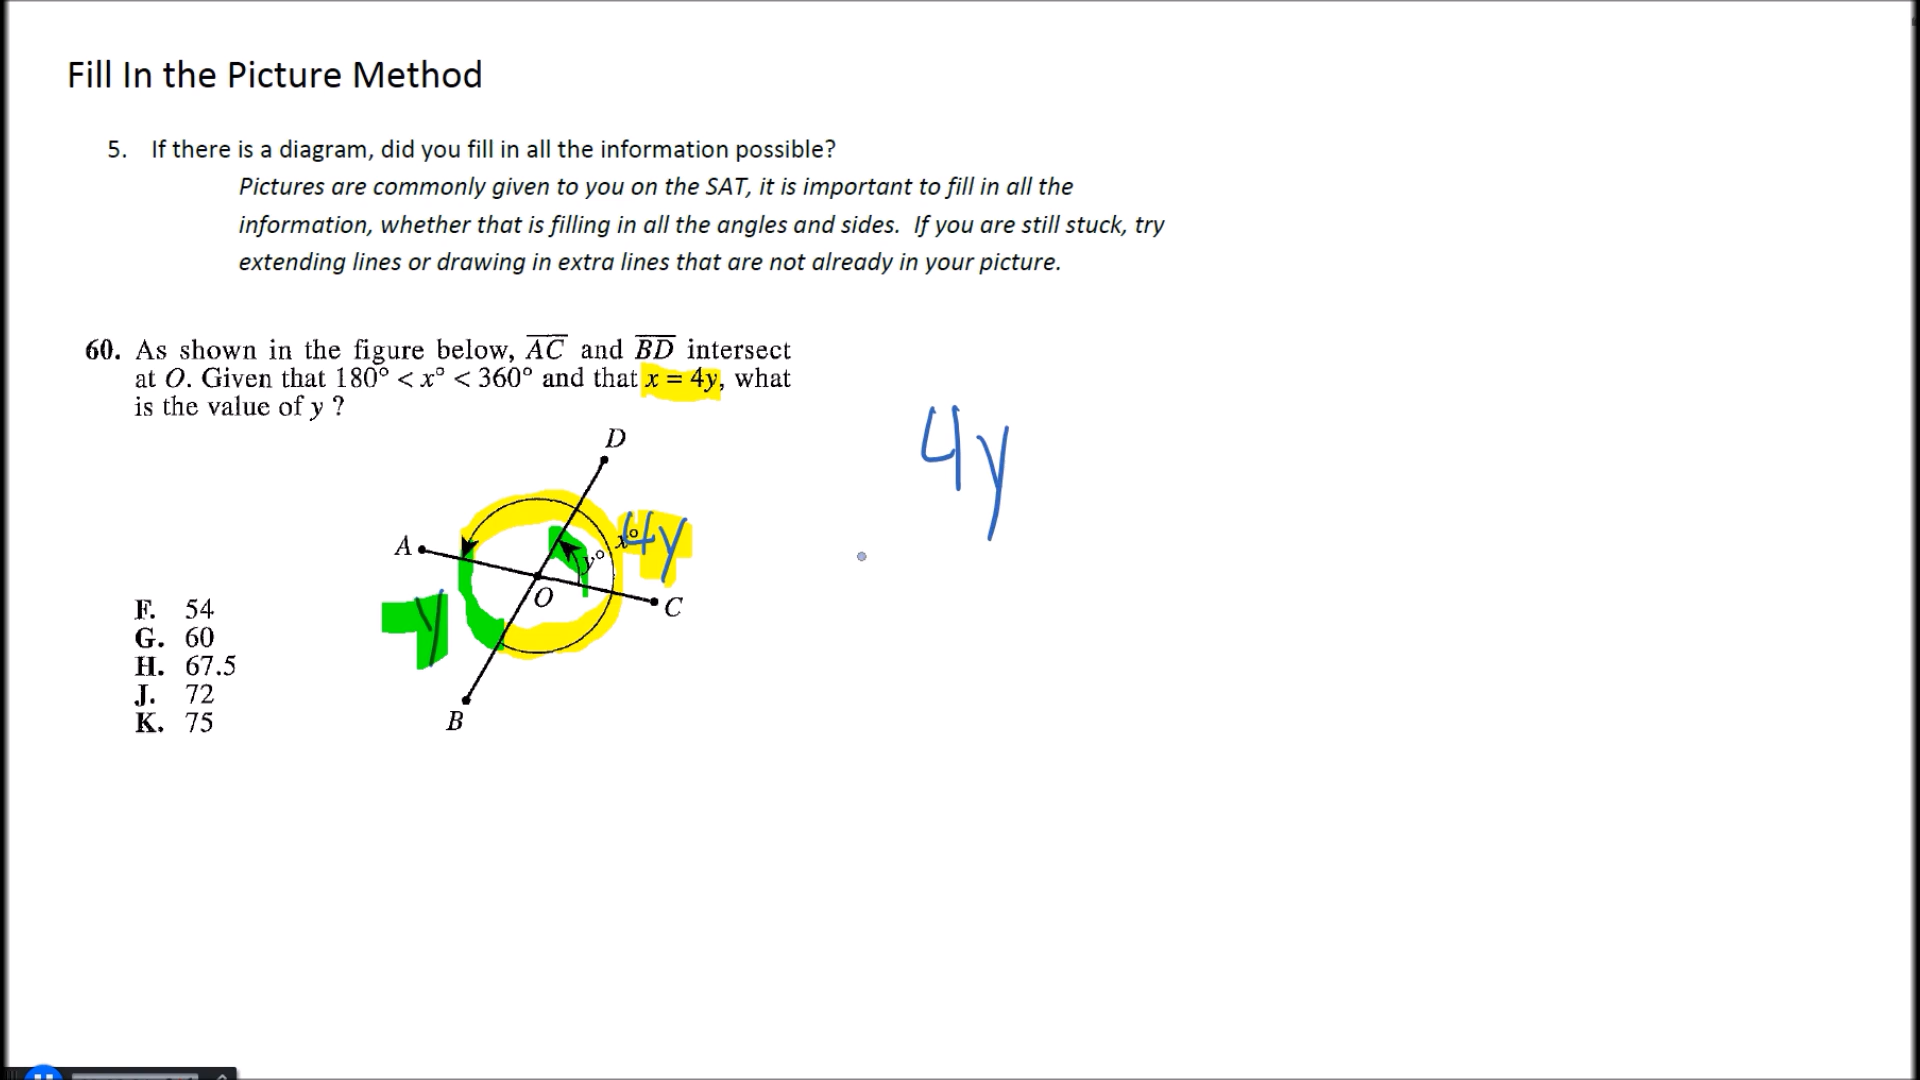 Fill In the Picture Method
5. If there is a diagram, did you fill in all the information possible?
Pictures are commonly given to you on the SAT, it is important to fill in all the
information, whether that is filling in all the angles and sides. If you are still stuck, try
extending lines or drawing in extra lines that are not already in your picture.
60. As shown in the figure below, AC and BD intersect
at O. Given that 180° < x° < 360° and that x = 4y, what
is the value of y ?
4y
D
A
x°
4y
y°
O
C
y
B
F. 54
G. 60
H. 67.5
J. 72
K. 75